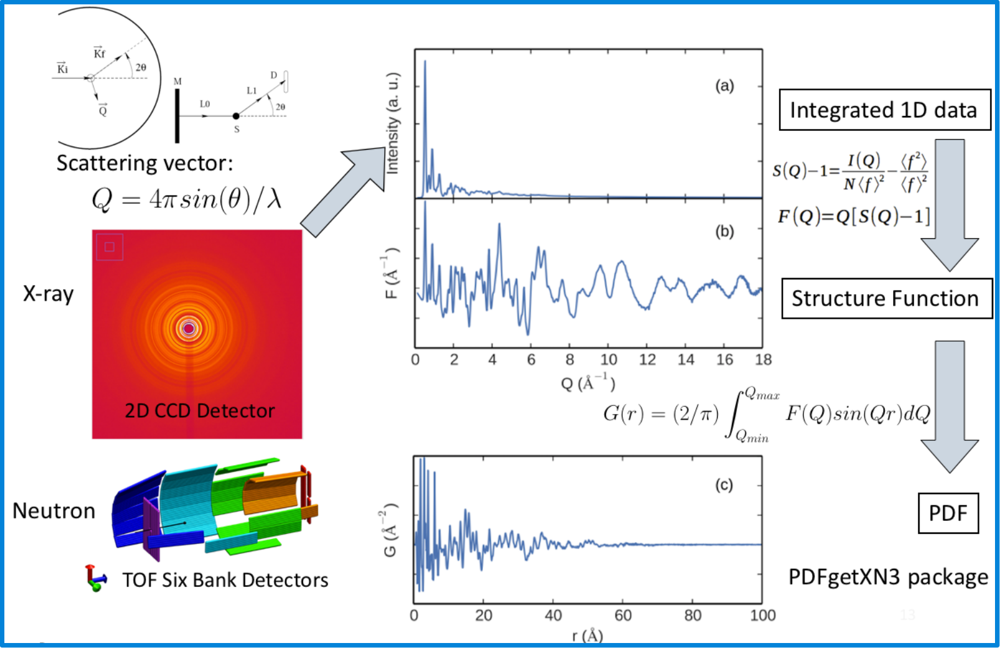 K⃗f
K⃗i
2θ
Q⃗
M
D
L0
L1
2θ
S
Scattering vector:
Q = 4πsin(θ)/λ
X-ray
2D CCD Detector
Neutron
TOF Six Bank Detectors
Intensity (a. u.)
(a)
F (Å⁻¹)
(b)
0 2 4 6 8 10 12 14 16 18
Q (Å⁻¹)
Integrated 1D data
S(Q)−1=I(Q)/N⟨f⟩²−⟨f²⟩/⟨f⟩²
F(Q)=Q[S(Q)−1]
Structure Function
G(r) = (2/π) ∫_{Qmin}^{Qmax} F(Q)sin(Qr)dQ
G (Å⁻²)
(c)
0 20 40 60 80 100
r (Å)
PDF
PDFgetXN3 package
13